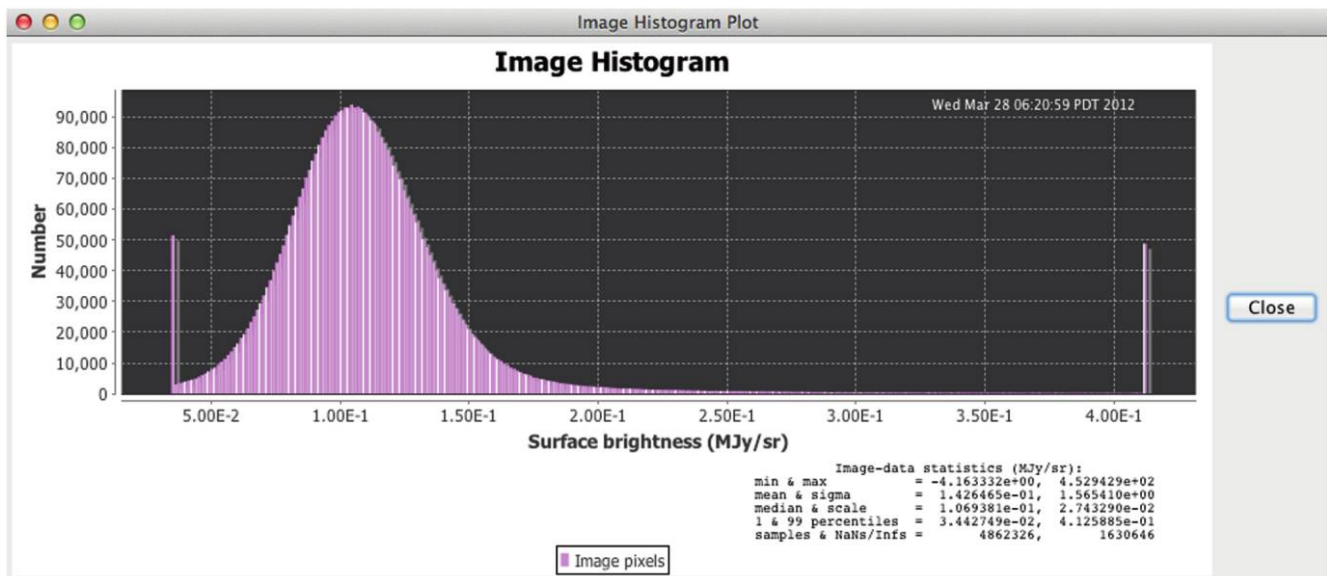 Image Histogram Plot
Image Histogram
Wed Mar 28 06:20:59 PDT 2012
90,000
80,000
70,000
60,000
50,000
40,000
30,000
20,000
10,000
0
Number
5.00E-2 1.00E-1 1.50E-1 2.00E-1 2.50E-1 3.00E-1 3.50E-1 4.00E-1
Surface brightness (MJy/sr)
Close
Image-data statistics (MJy/sr):
min & max = -4.163332e+00, 4.529429e+02
mean & sigma = 1.426465e-01, 1.565410e+00
median & scale = 1.069381e-01, 2.743290e-02
1 & 99 percentiles = 3.442749e-02, 4.125885e-01
samples & NaNs/Infs = 4862326, 1630646
Image pixels